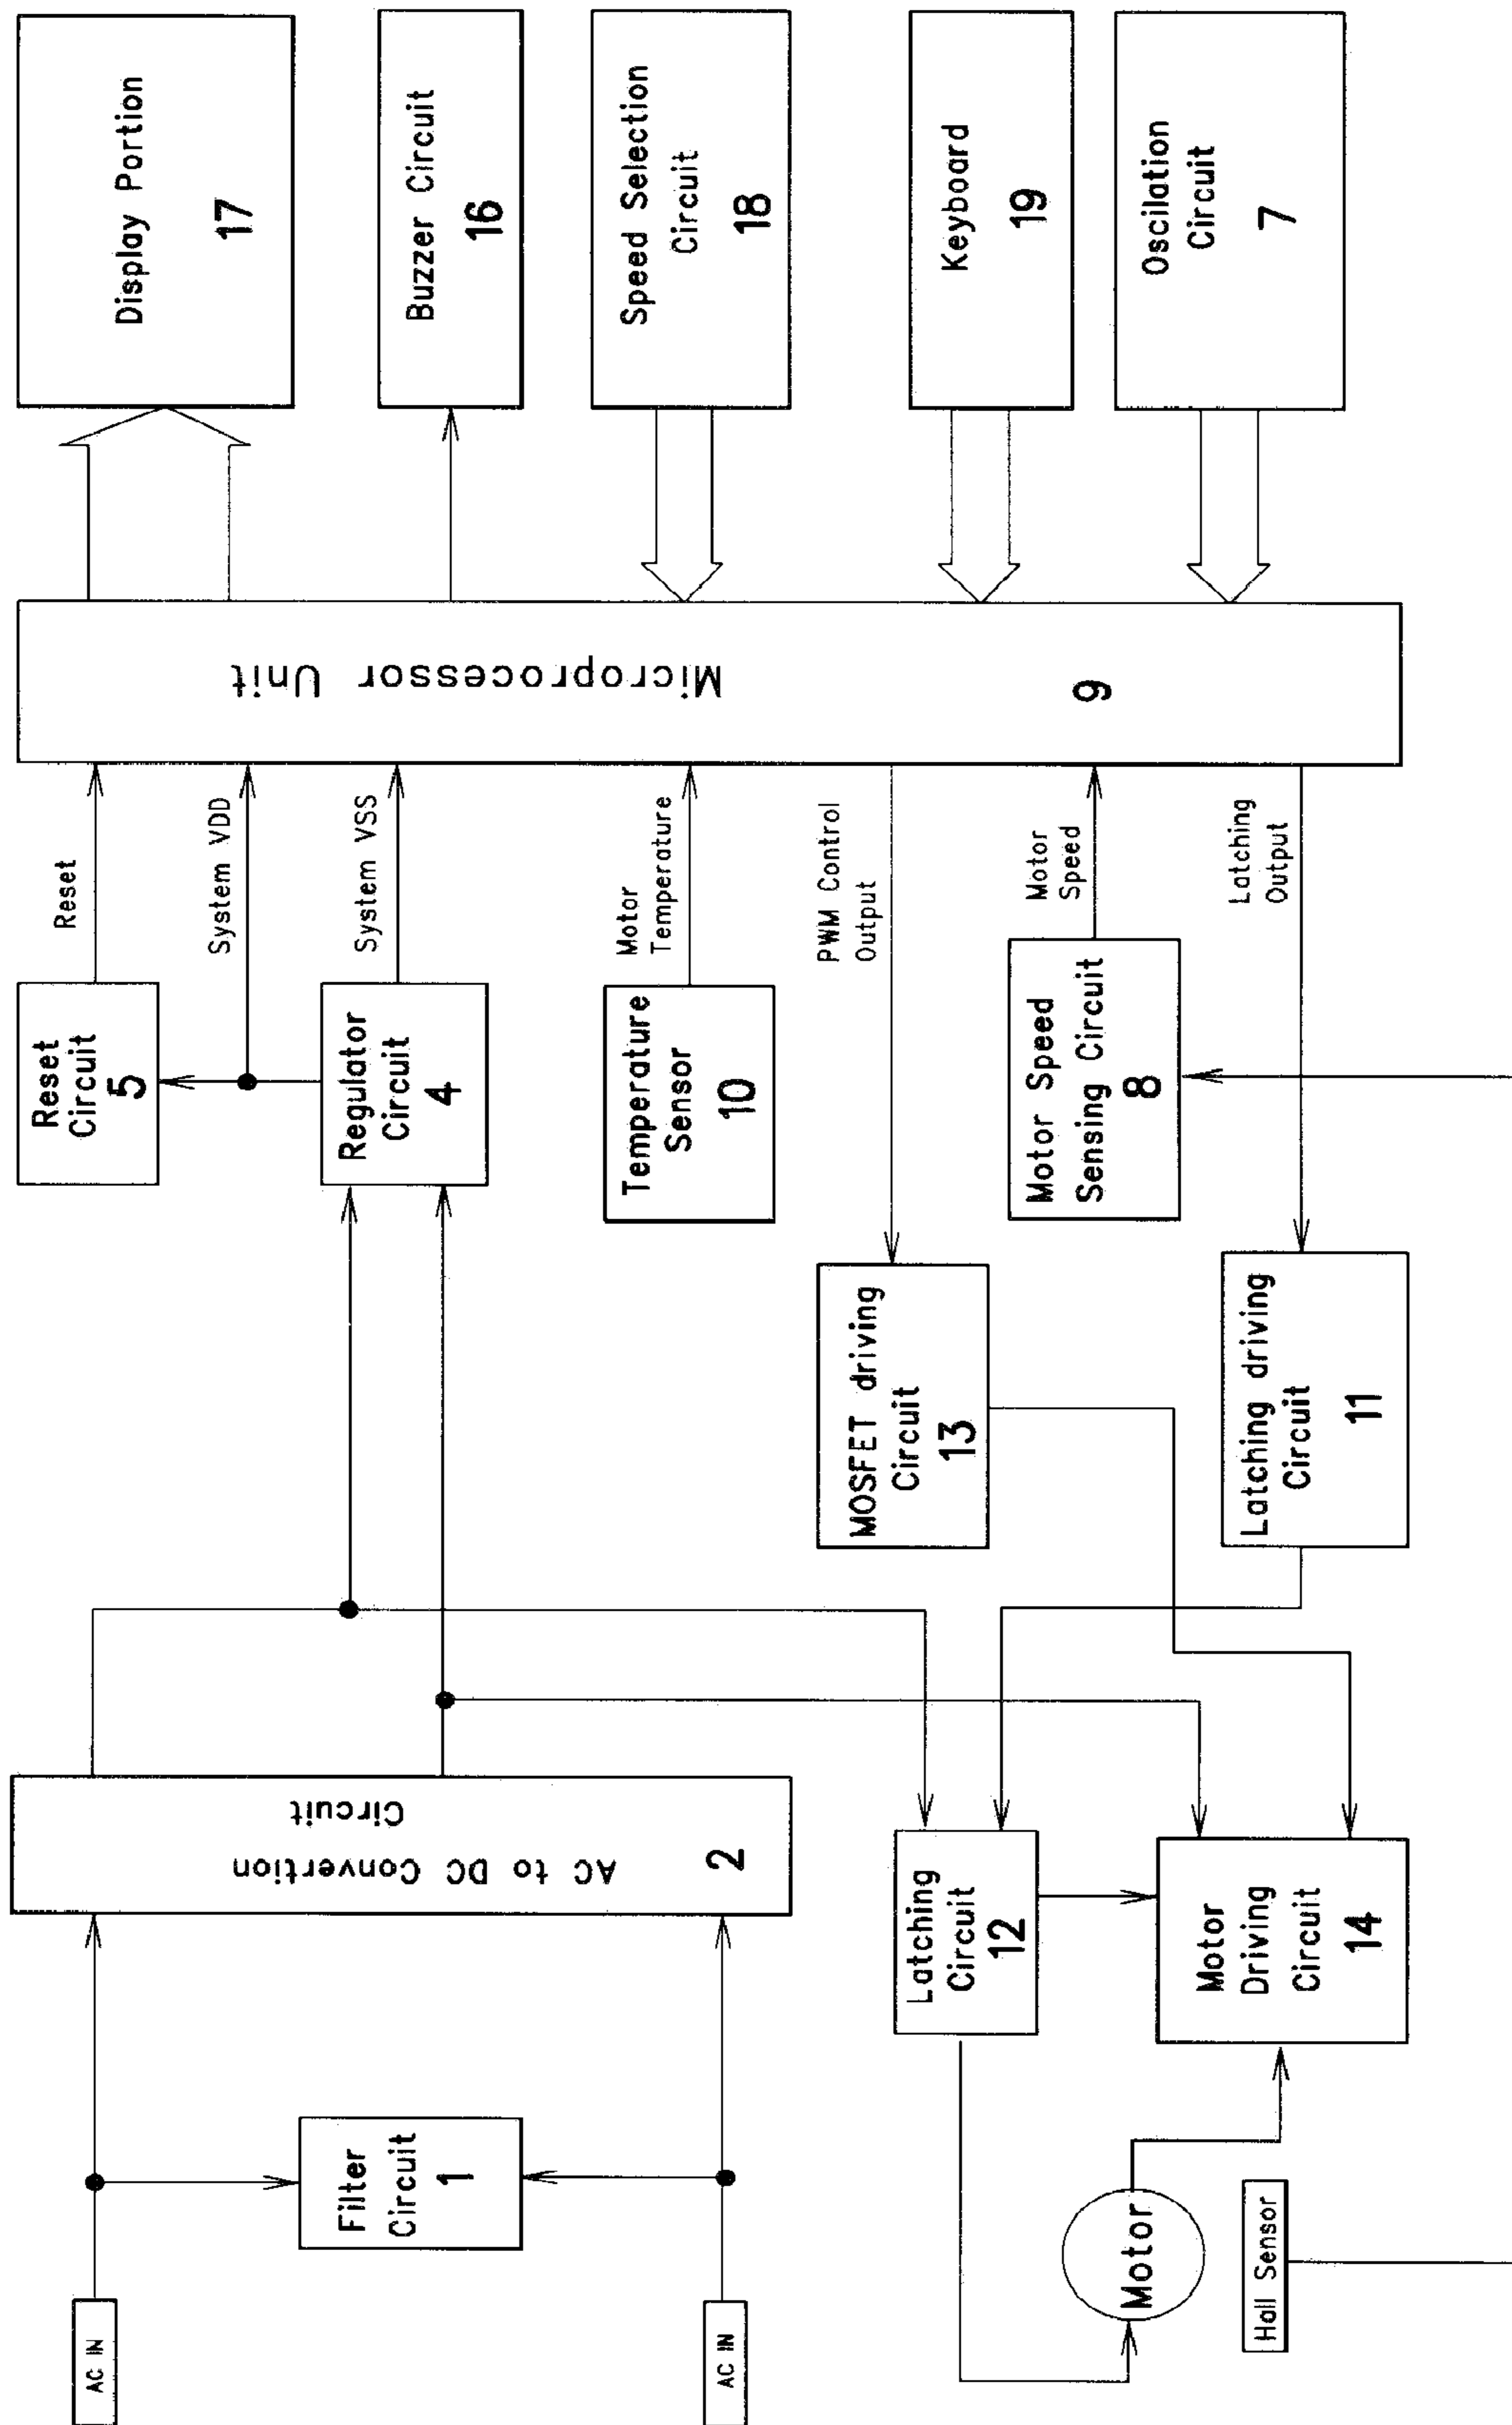 AC IN
AC IN
Filter
Circuit
1
AC to DC Convertion
Circuit
2
Motor
Hall Sensor
Latching
Circuit
12
Motor
Driving
Circuit
14
Reset
Circuit
5
Regulator
Circuit
4
Temperature
Sensor
10
MOSFET driving
Circuit
13
Motor Speed
Sensing Circuit
8
Latching driving
Circuit
11
Reset
System VDD
System VSS
Motor
Temperature
PWM Control
Output
Motor
Speed
Latching
Output
Microprocessor Unit
9
Display Portion
17
Buzzer Circuit
16
Speed Selection
Circuit
18
Keyboard
19
Oscilation
Circuit
7